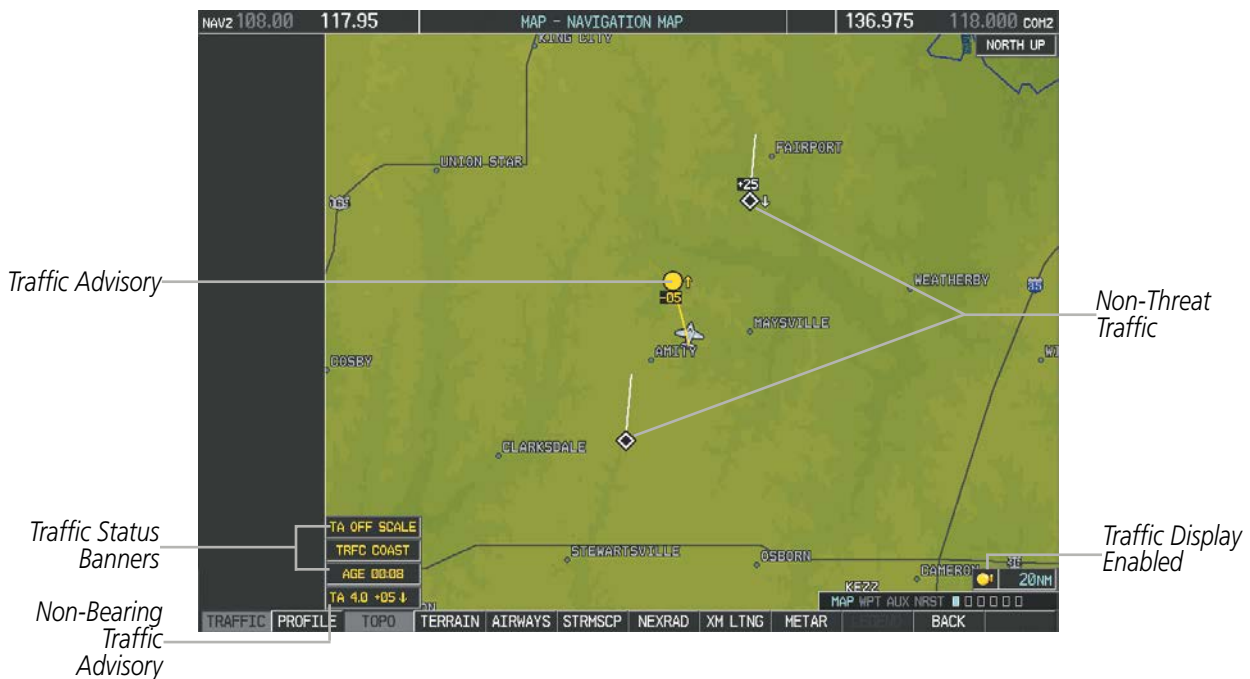 NAV2 108.00 117.95 MAP - NAVIGATION MAP 136.975 118.000 COM2
KING CITY
NORTH UP
FAIRPORT
UNION STAR
+25
169
Traffic Advisory
WEATHERBY
35
-05
Non-Threat
Traffic
MAYSVILLE
AMITY
COSBY
CLARKSDALE
Traffic Status
Banners
TA OFF SCALE
TRFC COAST
AGE 00:08
TA 4.0 +05 ↓
STEWARTSVILLE
OSBORN
36
Traffic Display
Enabled
CAMERON
20NM
KEZZ
MAP WPT AUX NRST
Non-Bearing
Traffic
Advisory
TRAFFIC PROFILE TOPO TERRAIN AIRWAYS STRMSCP NEXRAD XM LTNG METAR LEGEND BACK